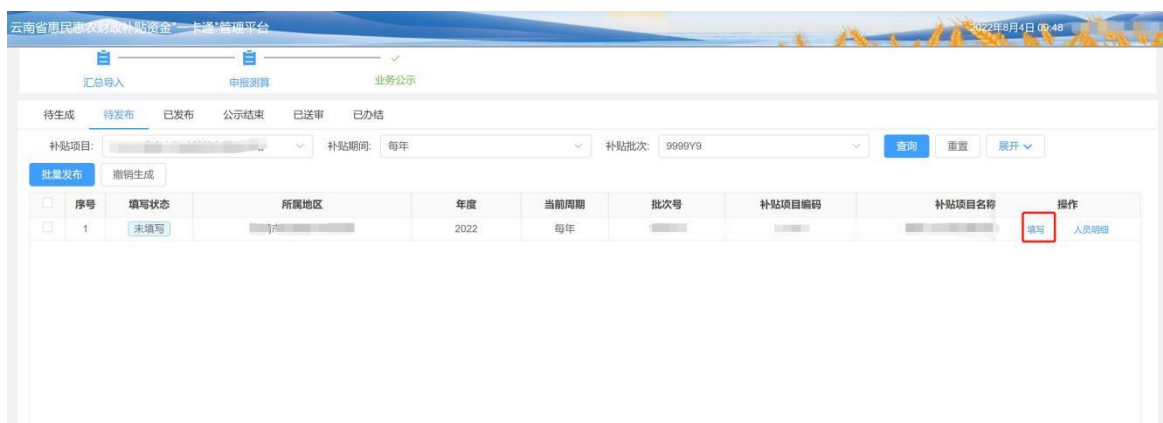 云南省惠民惠农财政补贴资金"一卡通"管理平台 2022年8月4日 09:48
汇总导入 申报测算 业务公示
待生成 待发布 已发布 公示结束 已送审 已办结
补贴项目: 补贴期间: 每年 补贴批次: 9999Y9 查询 重置 展开
批量发布 撤销生成
序号 填写状态 所属地区 年度 当前周期 批次号 补贴项目编码 补贴项目名称 操作
1 未填写 2022 每年 填写 人员明细